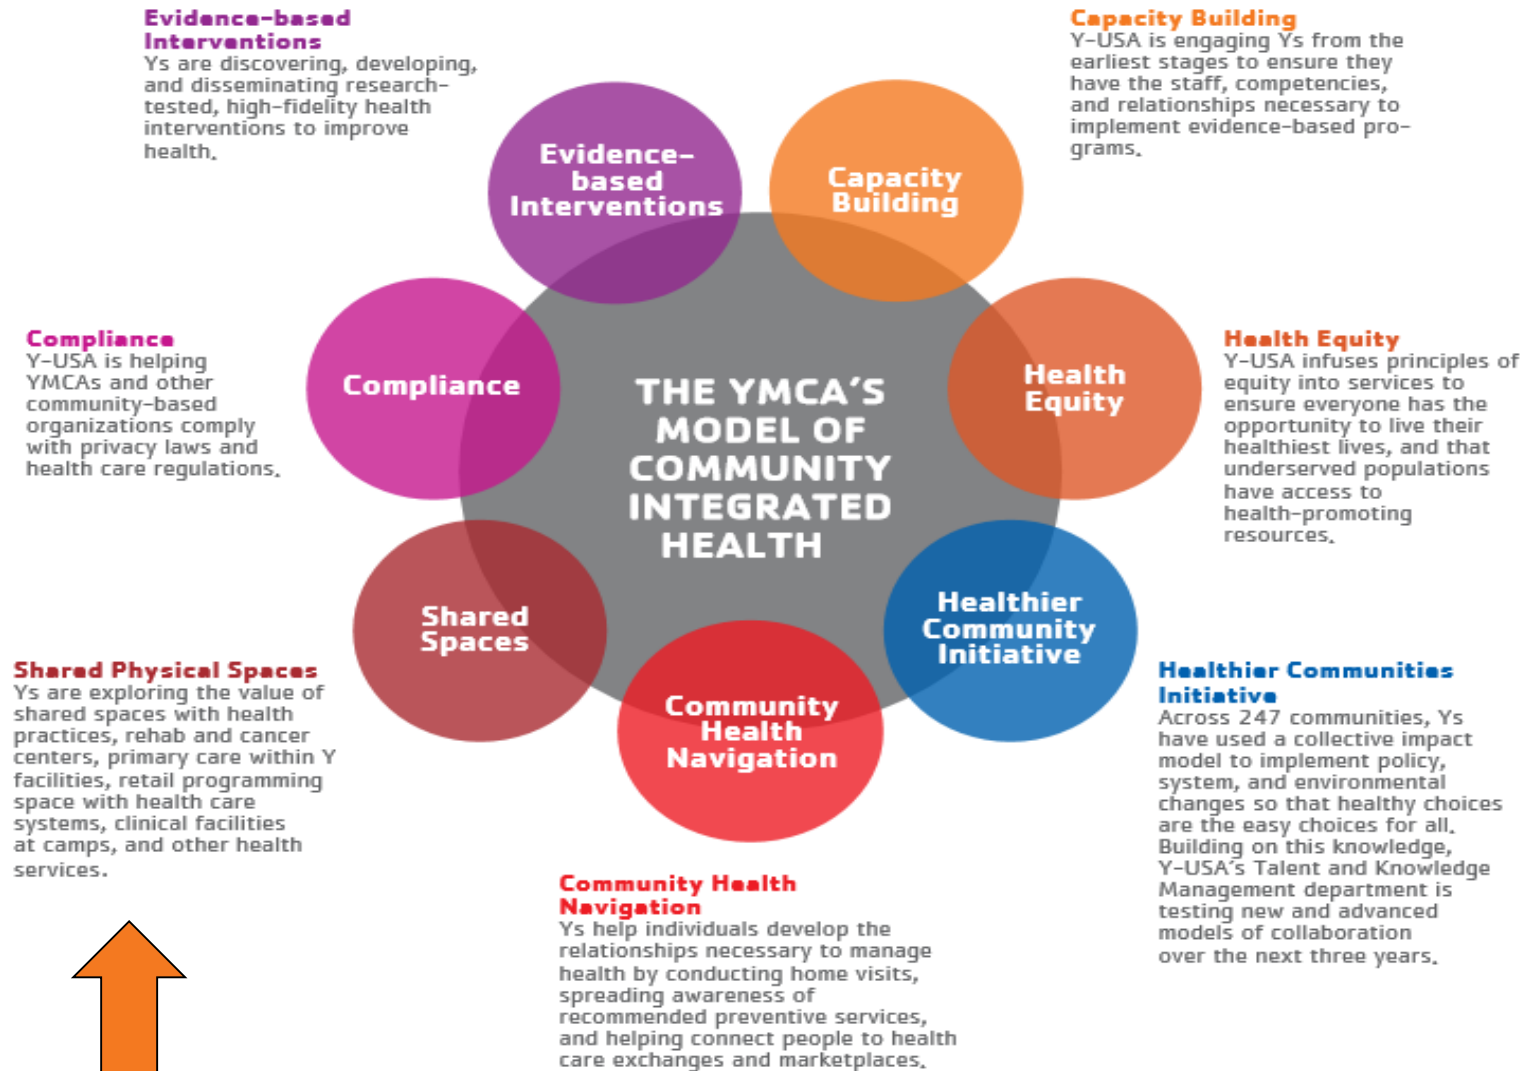 Evidence-based
Interventions
Ys are discovering, developing,
and disseminating research-
tested, high-fidelity health
interventions to improve
health.
Capacity Building
Y-USA is engaging Ys from the
earliest stages to ensure they
have the staff, competencies,
and relationships necessary to
implement evidence-based pro-
grams.
Evidence-
based
Interventions
Capacity
Building
Compliance
Y-USA is helping
YMCAs and other
community-based
organizations comply
with privacy laws and
health care regulations.
Compliance
THE YMCA'S
MODEL OF
COMMUNITY
INTEGRATED
HEALTH
Health
Equity
Health Equity
Y-USA infuses principles of
equity into services to
ensure everyone has the
opportunity to live their
healthiest lives, and that
underserved populations
have access to
health-promoting
resources.
Shared
Spaces
Healthier
Community
Initiative
Shared Physical Spaces
Ys are exploring the value of
shared spaces with health
practices, rehab and cancer
centers, primary care within Y
facilities, retail programming
space with health care
systems, clinical facilities
at camps, and other health
services.
Community
Health
Navigation
Healthier Communities
Initiative
Across 247 communities, Ys
have used a collective impact
model to implement policy,
system, and environmental
changes so that healthy choices
are the easy choices for all.
Building on this knowledge,
Y-USA's Talent and Knowledge
Management department is
testing new and advanced
models of collaboration
over the next three years.
Community Health
Navigation
Ys help individuals develop the
relationships necessary to manage
health by conducting home visits,
spreading awareness of
recommended preventive services,
and helping connect people to health
care exchanges and marketplaces.